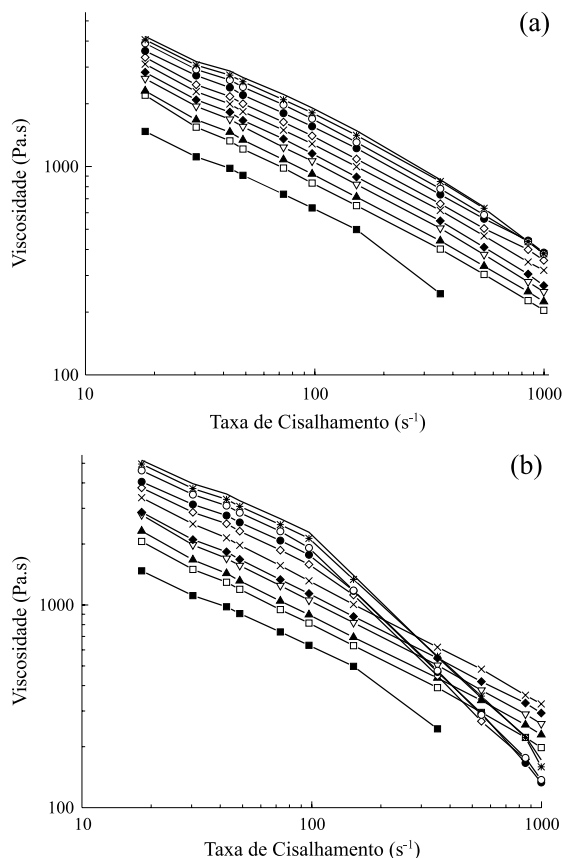 (a)
Viscosidade (Pa.s)
1000
100
10
100
1000
Taxa de Cisalhamento (s⁻¹)
(b)
Viscosidade (Pa.s)
1000
100
10
100
1000
Taxa de Cisalhamento (s⁻¹)